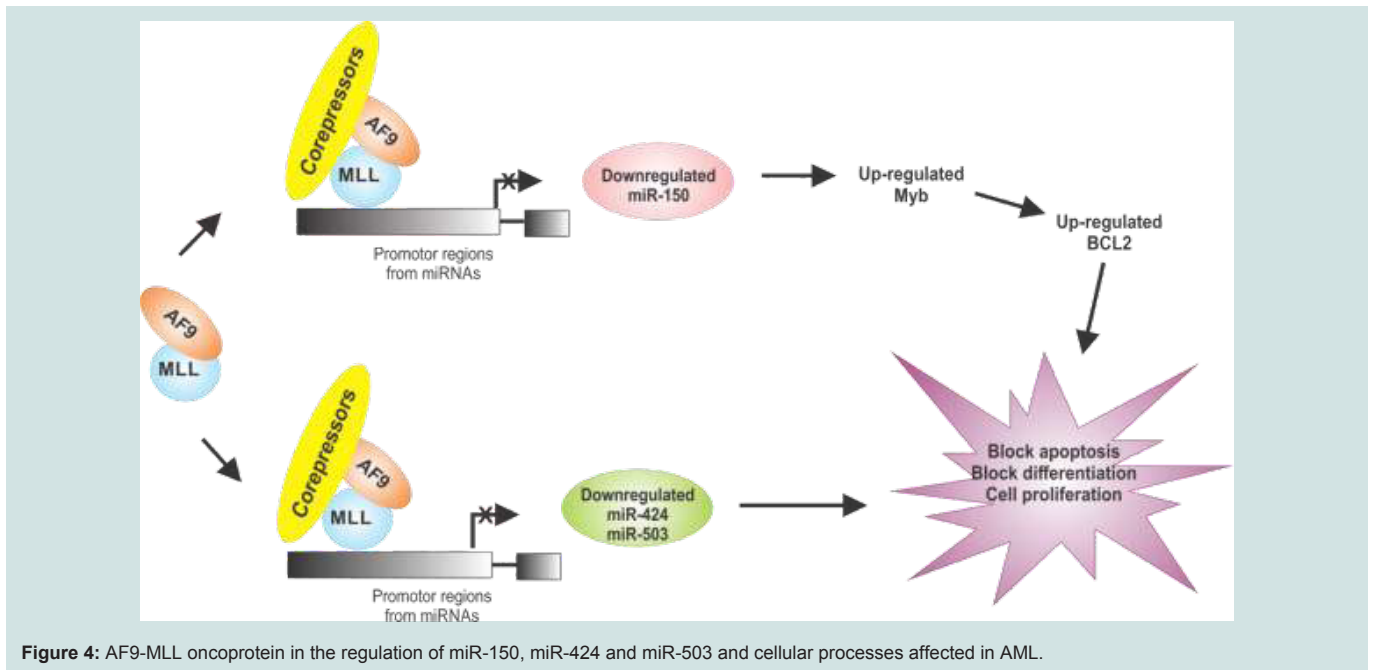 Corepressors
AF9
MLL
Promotor regions
from miRNAs
Downregulated
miR-150
Up-regulated
Myb
Up-regulated
BCL2
AF9
MLL
Corepressors
AF9
MLL
Promotor regions
from miRNAs
Downregulated
miR-424
miR-503
Block apoptosis
Block differentiation
Cell proliferation
Figure 4: AF9-MLL oncoprotein in the regulation of miR-150, miR-424 and miR-503 and cellular processes affected in AML.